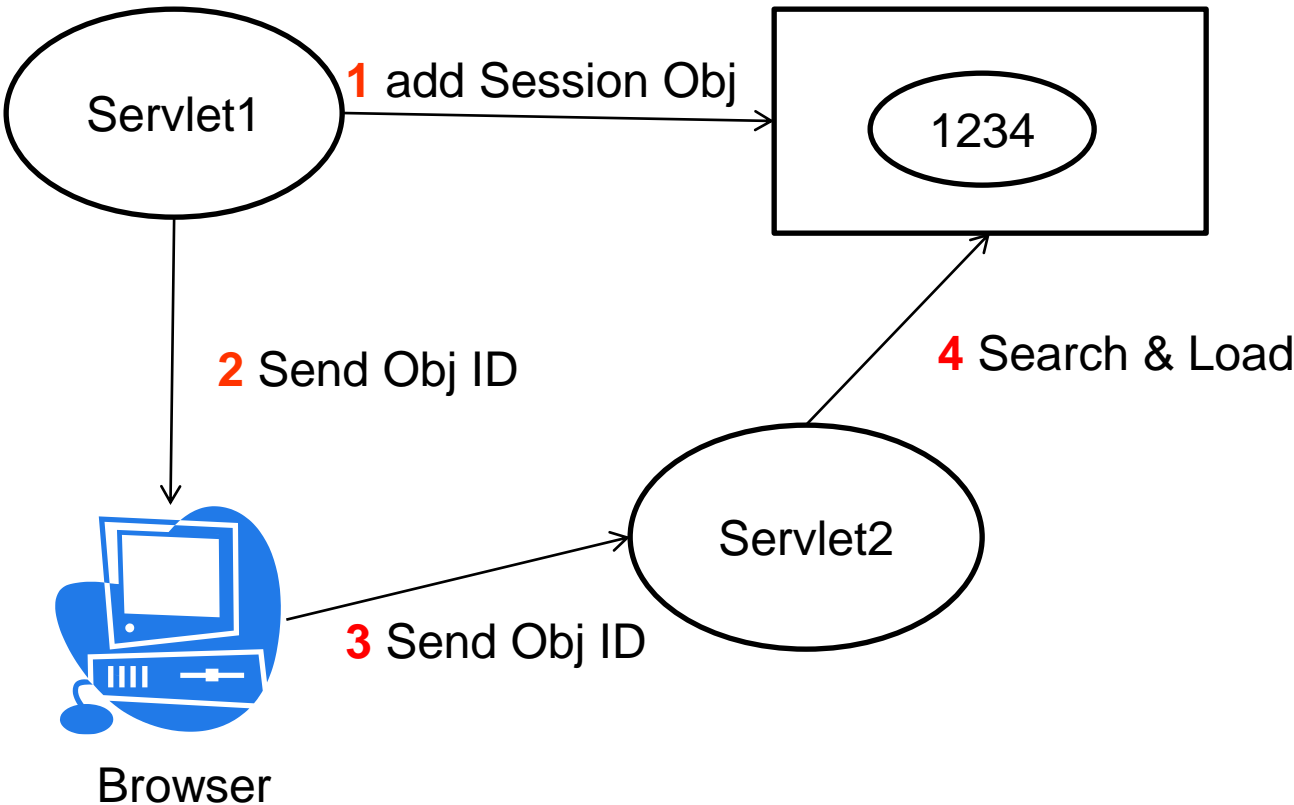 Servlet1
1 add Session Obj
1234
2 Send Obj ID
4 Search & Load
Servlet2
3 Send Obj ID
Browser